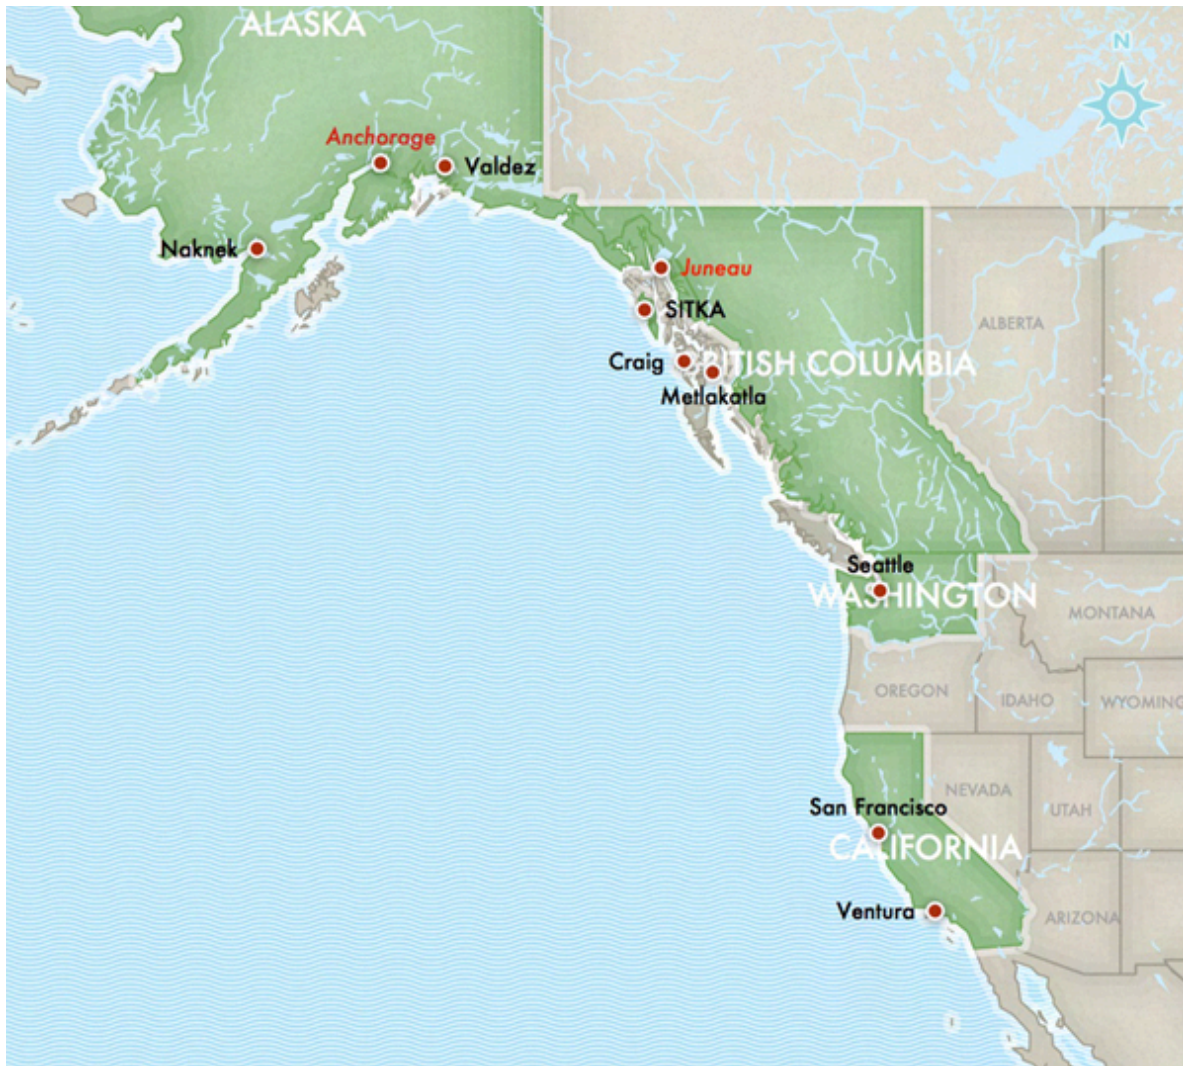 ALASKA
N
Anchorage
Valdez
Naknek
Juneau
SITKA
ALBERTA
Craig
BRITISH COLUMBIA
Metlakatla
Seattle
WASHINGTON
MONTANA
OREGON
IDAHO
WYOMING
NEVADA
San Francisco
UTAH
CALIFORNIA
Ventura
ARIZONA